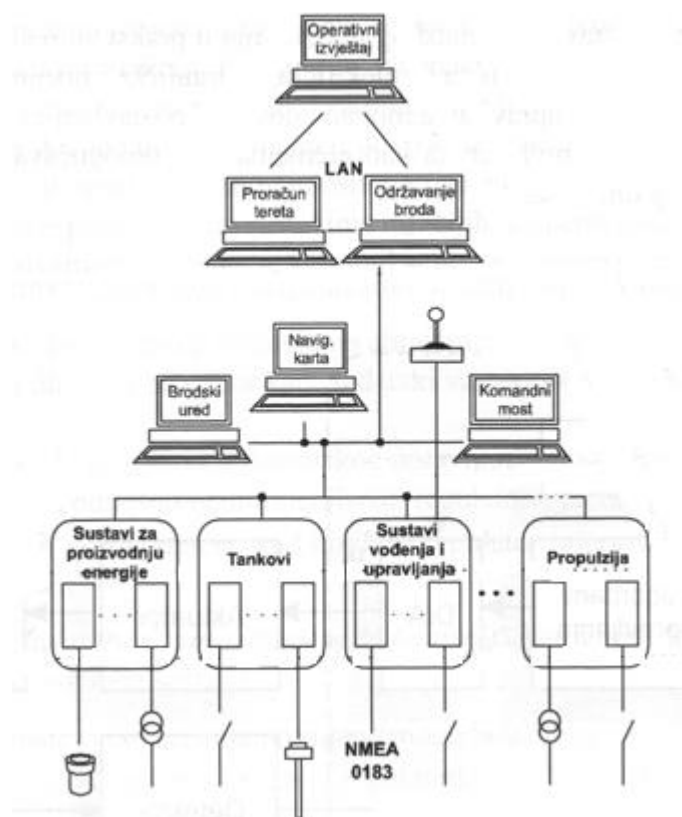 Operativni
izvještaj
LAN
Proračun
tereta
Održavanje
broda
Navig.
karta
Brodski
ured
Komandni
most
Sustavi za
proizvodnju
energije
Tankovi
Sustavi
vođenja i
upravljanja
Propulzija
NMEA
0183